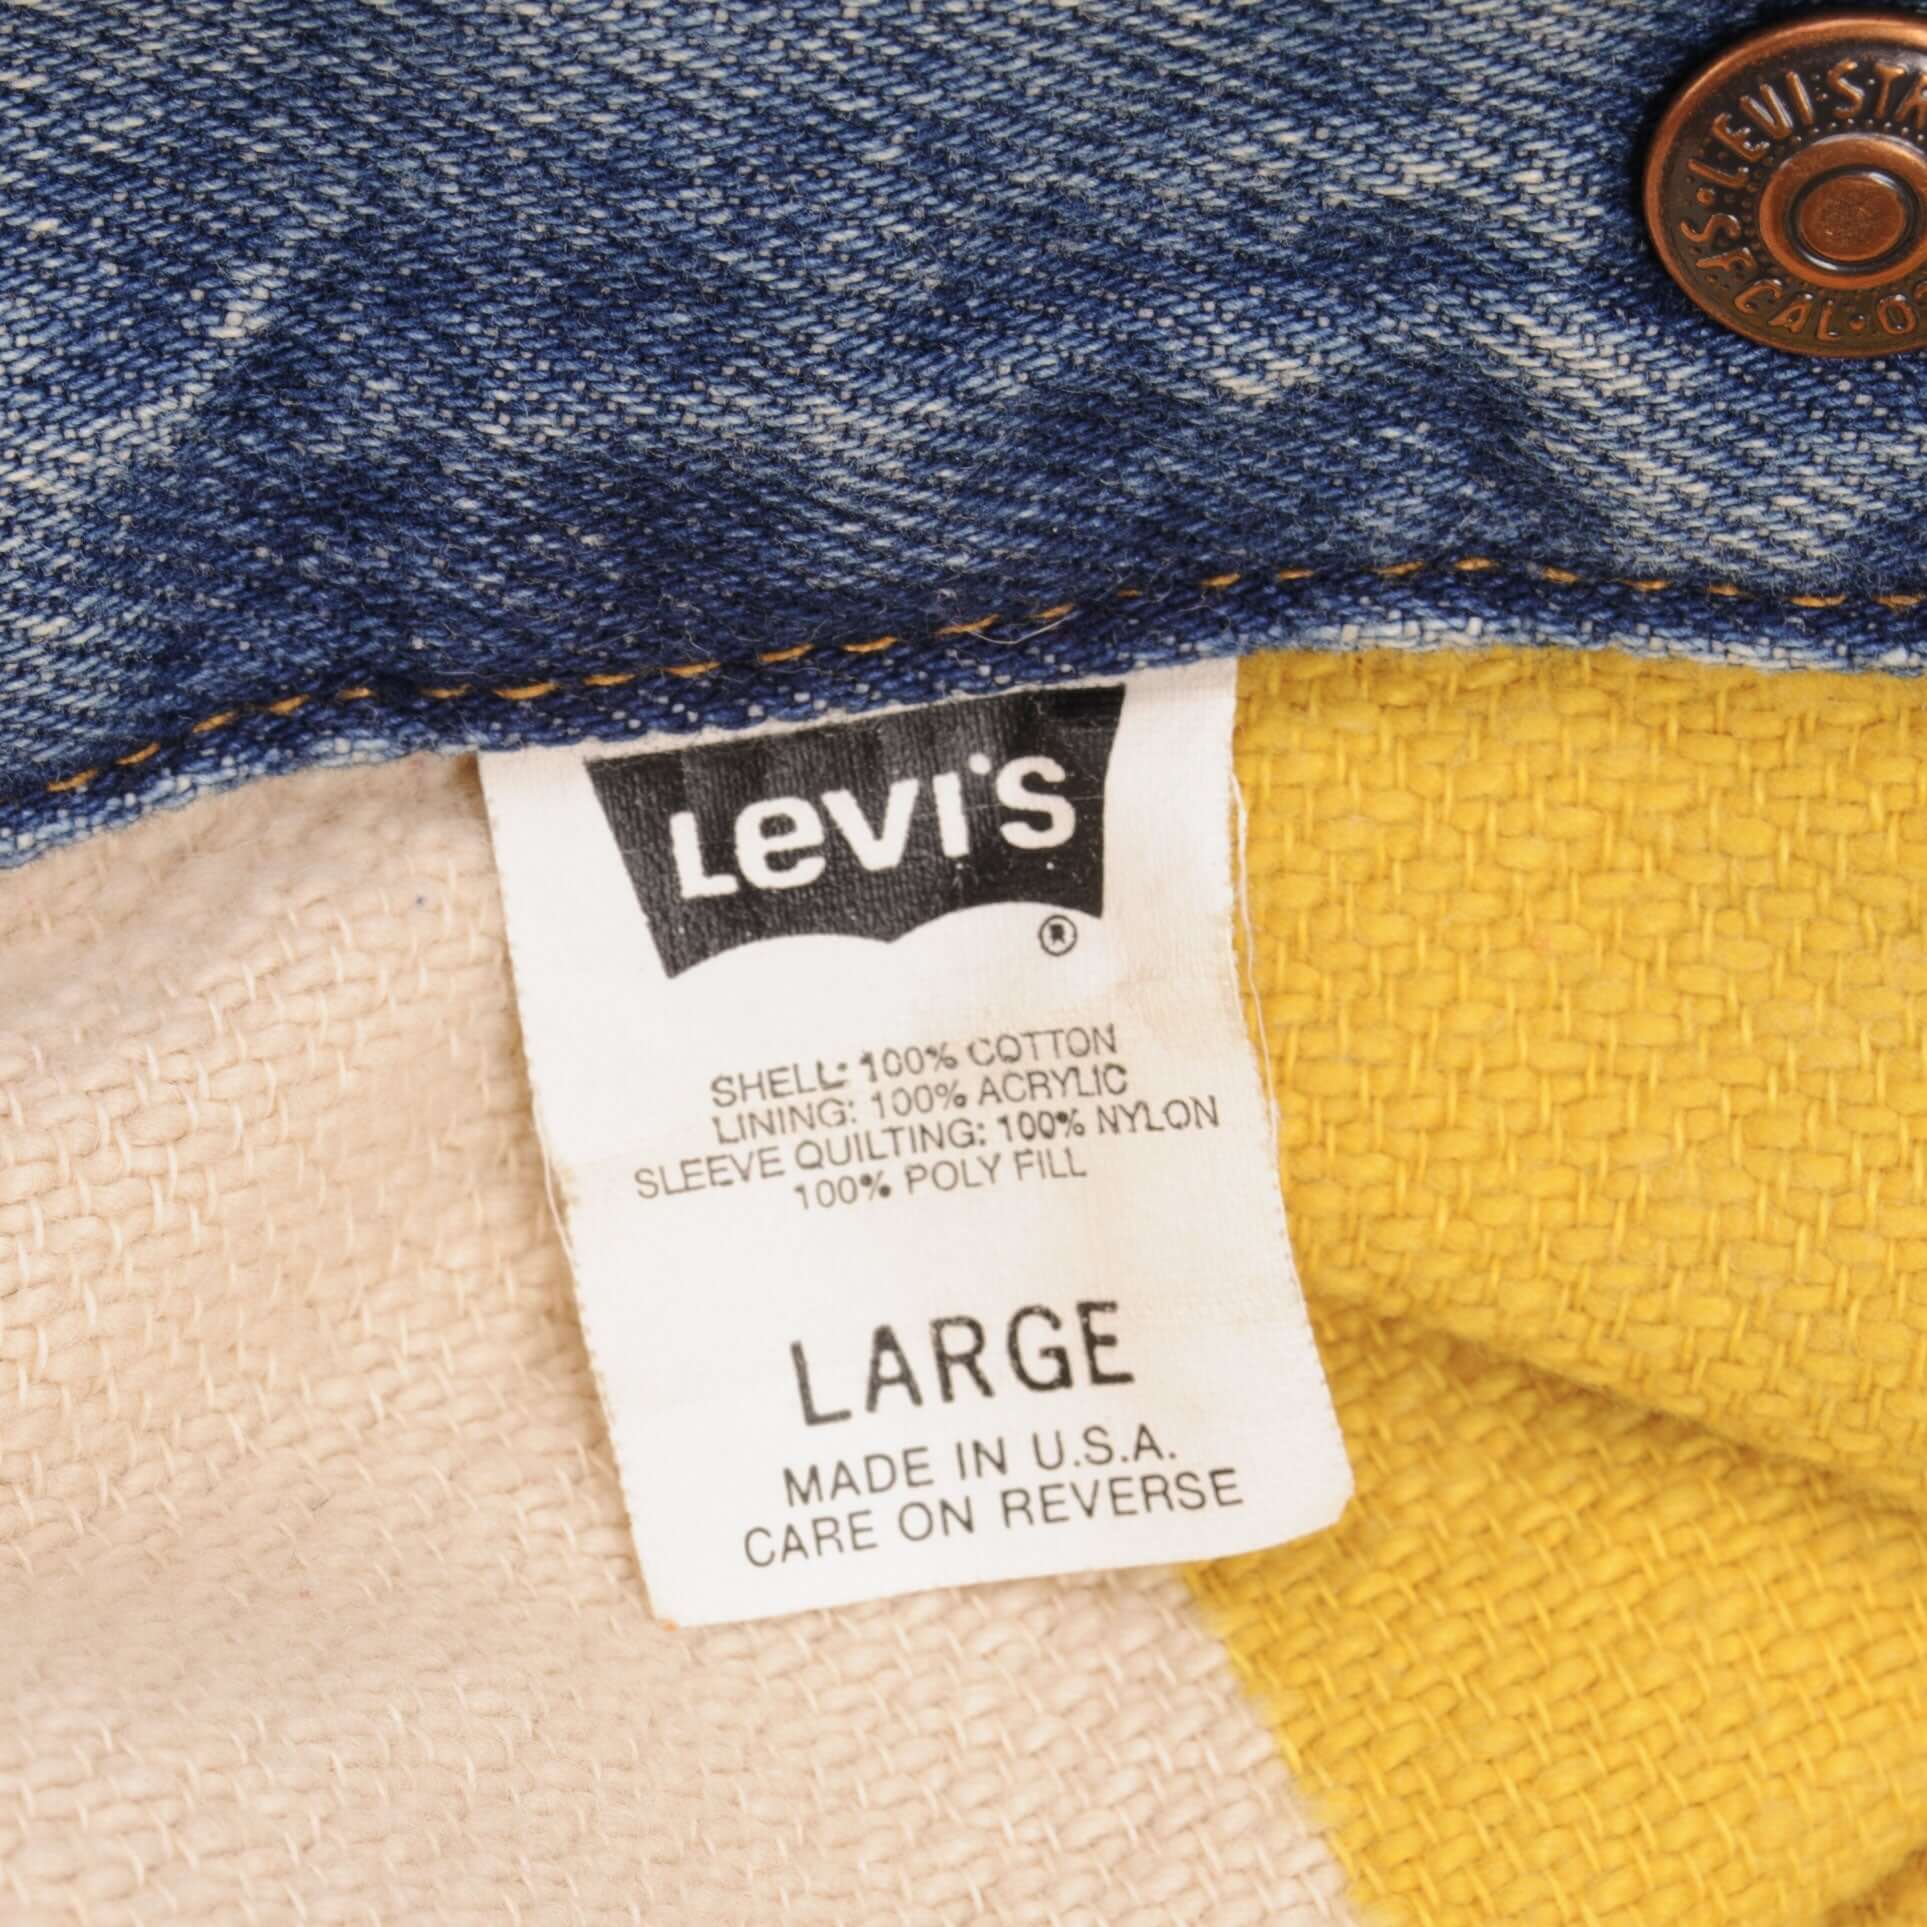 LEVI STR
S.F. CAL.
Levi's
®
SHELL: 100% COTTON
LINING: 100% ACRYLIC
SLEEVE QUILTING: 100% NYLON
100% POLY FILL
LARGE
MADE IN U.S.A.
CARE ON REVERSE